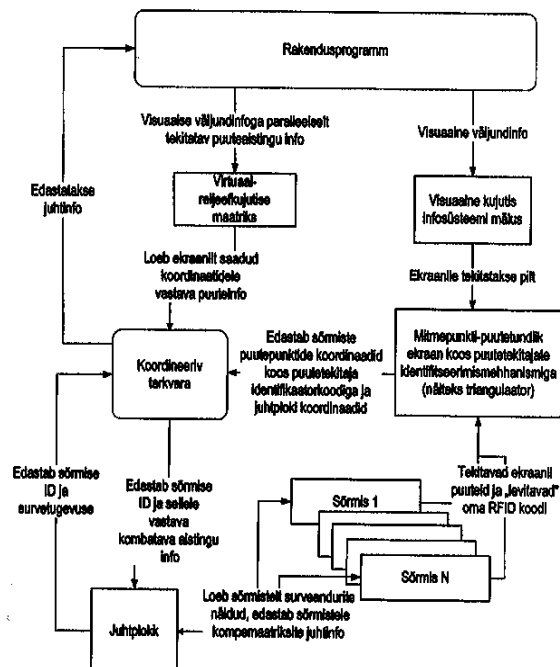 Rakendusprogramm
Visuaalse väljundinfoga paralleelselt
tekitatav puuteaistingu info
Visuaalne väljundinfo
Edastatakse
juhtinfo
Virtuaal-
reljeefkujutise
maatriks
Visuaalne kujutis
infosüsteemi mälus
Loeb ekraanilt saadud
koordinaatidele
vastava puuteinfo
Ekraanile tekitatakse pilt
Koordineeriv
tarkvara
Edastab sõrmiste
puutepunktide koordinaadid
koos puutetekitaja
identifikaatorkoodiga ja
juhtploki koordinaadid
Mitmepunkti-puutetundlik
ekraan koos puutetekitajate
identifitseerimismehhanismiga
(näiteks triangulaator)
Edastab sõrmise
ID ja
survetugevuse
Edastab sõrmise
ID ja sellele
vastava
kombatava aistingu
info
Tekitavad ekraanil
puuteid ja „levitavad"
oma RFID koodi
Sõrmis 1
Sõrmis N
Loeb sõrmistelt surveandurite
näidud, edastab sõrmistele
kompemaatriksite juhtinfo
Juhtplokk